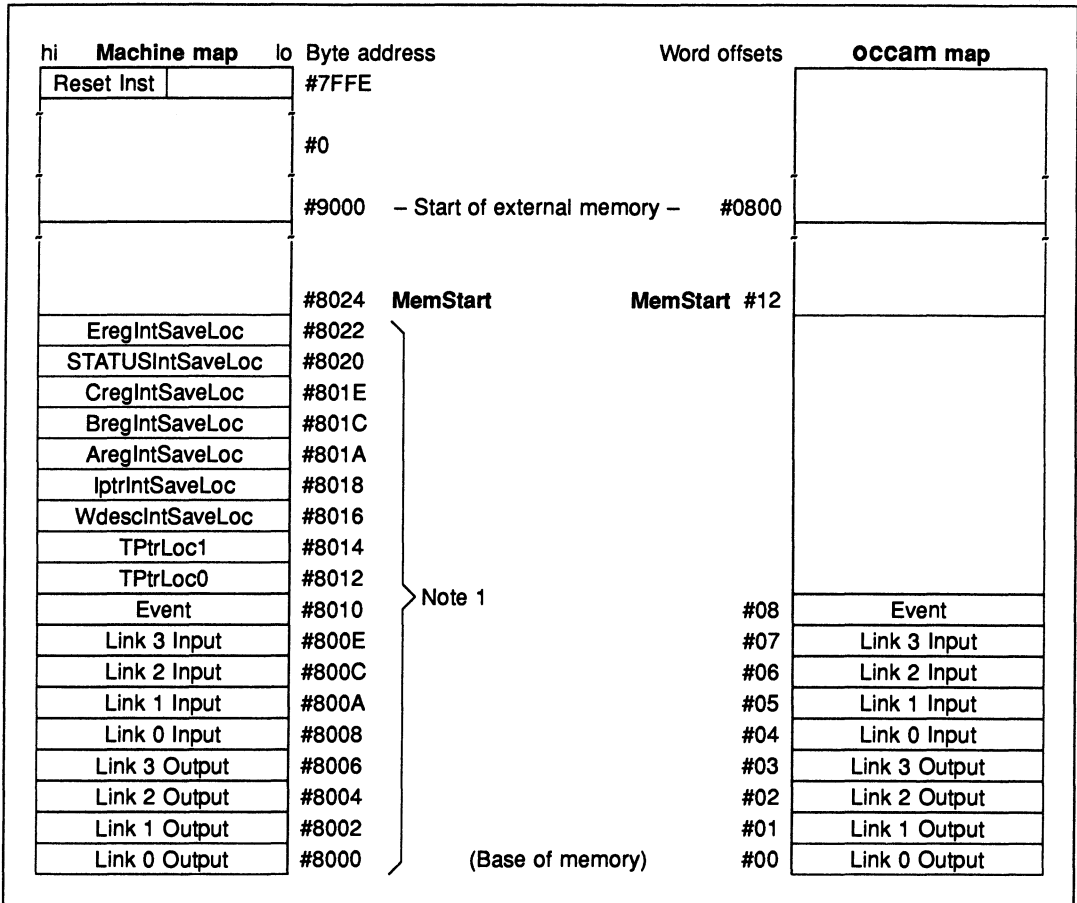 hi Machine map lo Byte address Word offsets occam map
Reset Inst #7FFE
#0
#9000 – Start of external memory – #0800
#8024 MemStart MemStart #12
EregIntSaveLoc #8022
STATUSIntSaveLoc #8020
CregIntSaveLoc #801E
BregIntSaveLoc #801C
AregIntSaveLoc #801A
IptrIntSaveLoc #8018
WdescIntSaveLoc #8016
TPtrLoc1 #8014
TPtrLoc0 #8012
Note 1
Event #8010 #08 Event
Link 3 Input #800E #07 Link 3 Input
Link 2 Input #800C #06 Link 2 Input
Link 1 Input #800A #05 Link 1 Input
Link 0 Input #8008 #04 Link 0 Input
Link 3 Output #8006 #03 Link 3 Output
Link 2 Output #8004 #02 Link 2 Output
Link 1 Output #8002 #01 Link 1 Output
Link 0 Output #8000 (Base of memory) #00 Link 0 Output